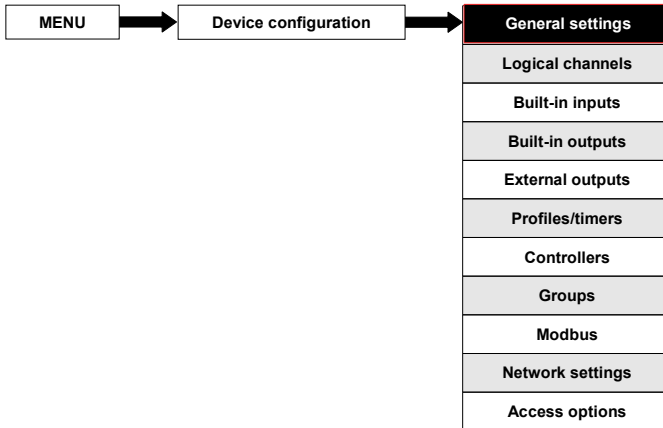 MENU
Device configuration
General settings
Logical channels
Built-in inputs
Built-in outputs
External outputs
Profiles/timers
Controllers
Groups
Modbus
Network settings
Access options